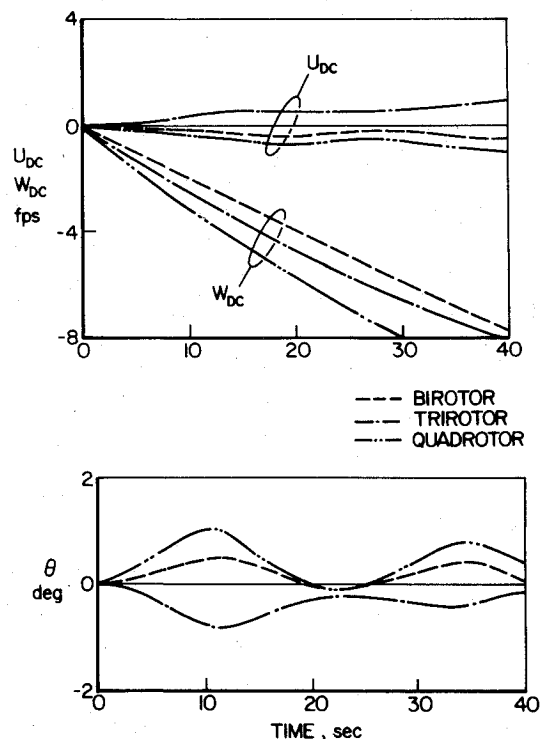 4
U_DC
0
U_DC
W_DC
fps
-4
W_DC
-8
0 10 20 30 40
BIROTOR
TRIROTOR
QUADROTOR
2
θ
deg
0
-2
0 10 20 30 40
TIME, sec